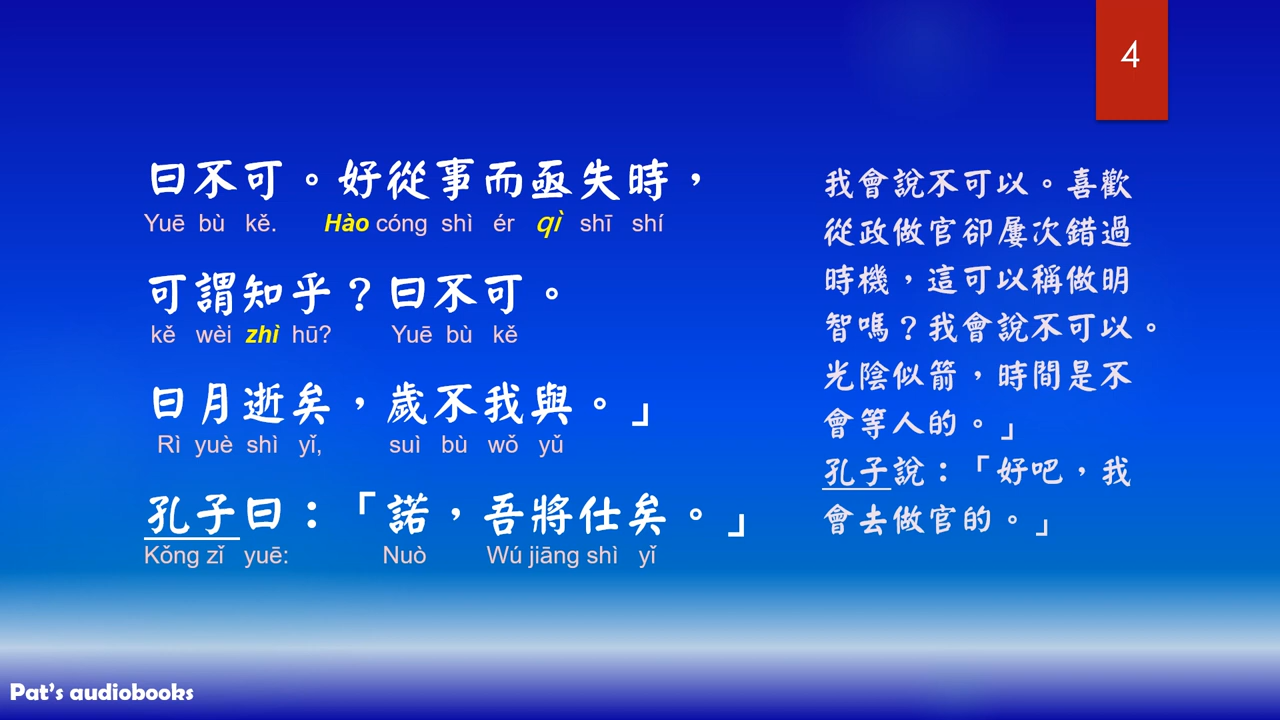 4
曰不可。好從事而亟失時，
Yuē bù kě. Hào cóng shì ér qì shī shí
可謂知乎？曰不可。
kě wèi zhì hū? Yuē bù kě
日月逝矣，歲不我與。」
Rì yuè shì yǐ, suì bù wǒ yǔ
孔子曰：「諾，吾將仕矣。」
Kǒng zǐ yuē: Nuò Wú jiāng shì yǐ
我會說不可以。喜歡
從政做官卻屢次錯過
時機，這可以稱做明
智嗎？我會說不可以。
光陰似箭，時間是不
會等人的。」
孔子說：「好吧，我
會去做官的。」
Pat's audiobooks